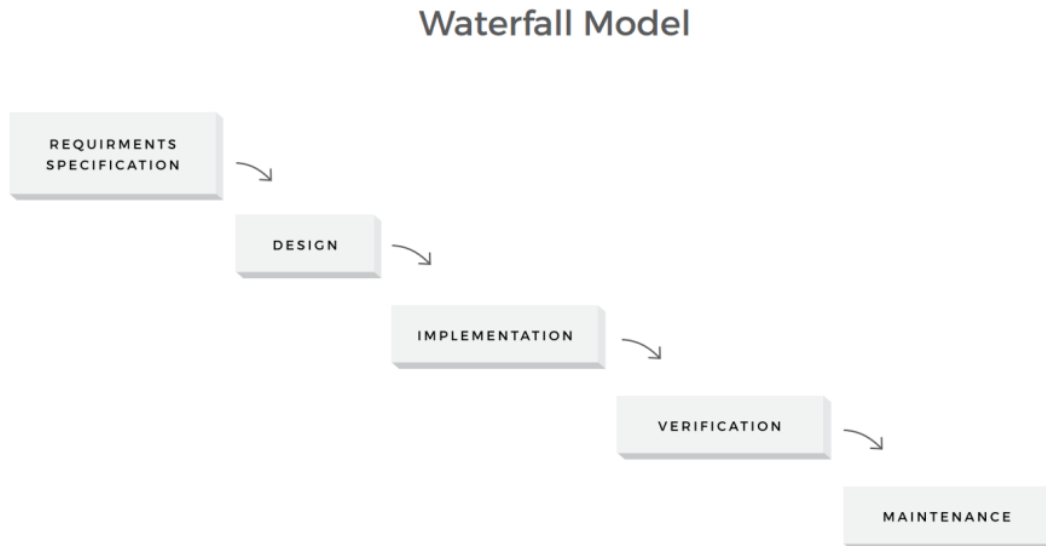 Waterfall Model
REQUIRMENTS
SPECIFICATION
DESIGN
IMPLEMENTATION
VERIFICATION
MAINTENANCE